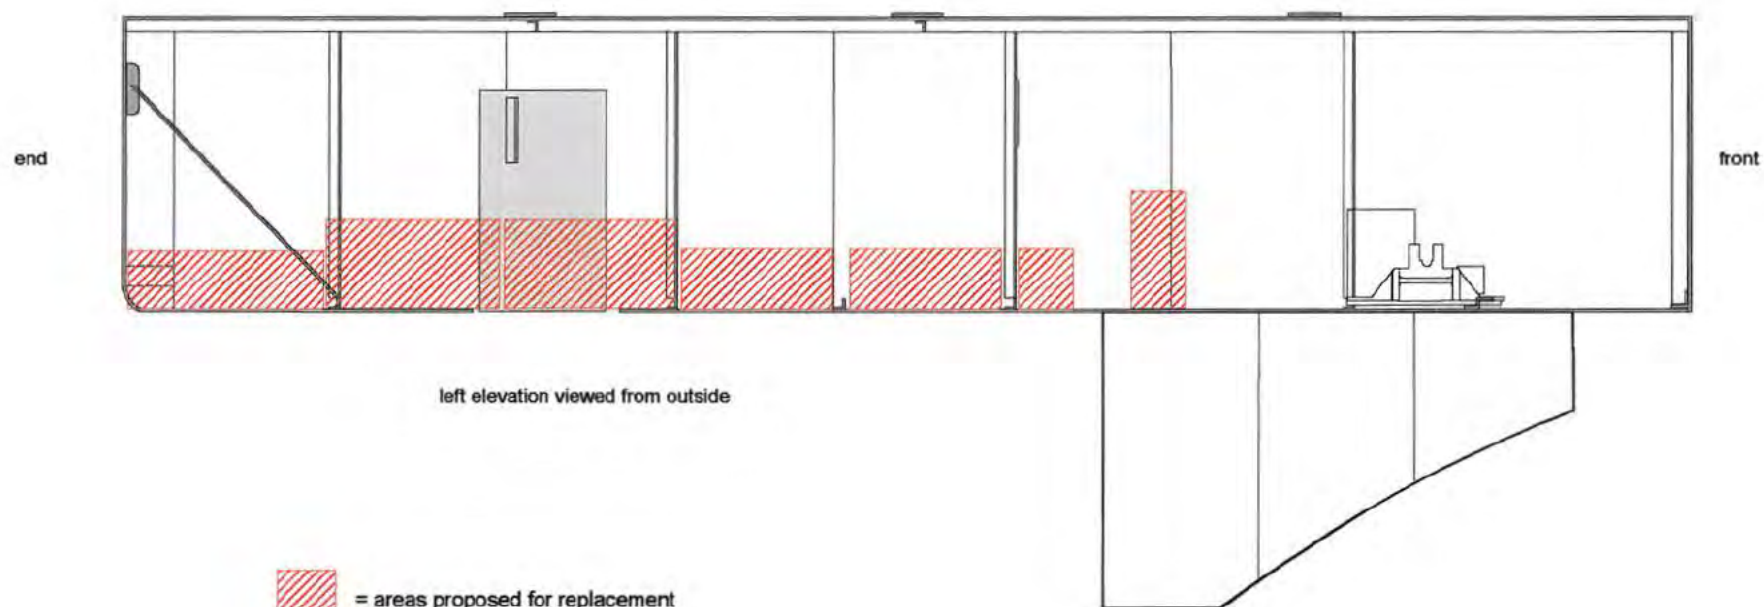 end
front
left elevation viewed from outside
= areas proposed for replacement